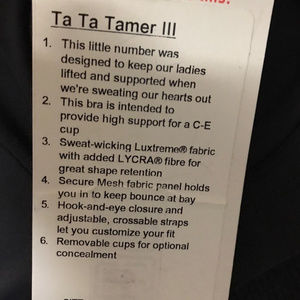 Ta Ta Tamer III
1. This little number was
designed to keep our ladies
lifted and supported when
we're sweating our hearts out
2. This bra is intended to
provide high support for a C-E
cup
3. Sweat-wicking Luxtreme® fabric
with added LYCRA® fibre for
great shape retention
4. Secure Mesh fabric panel holds
you in to keep bounce at bay
5. Hook-and-eye closure and
adjustable, crossable straps
let you customize your fit
6. Removable cups for optional
concealment